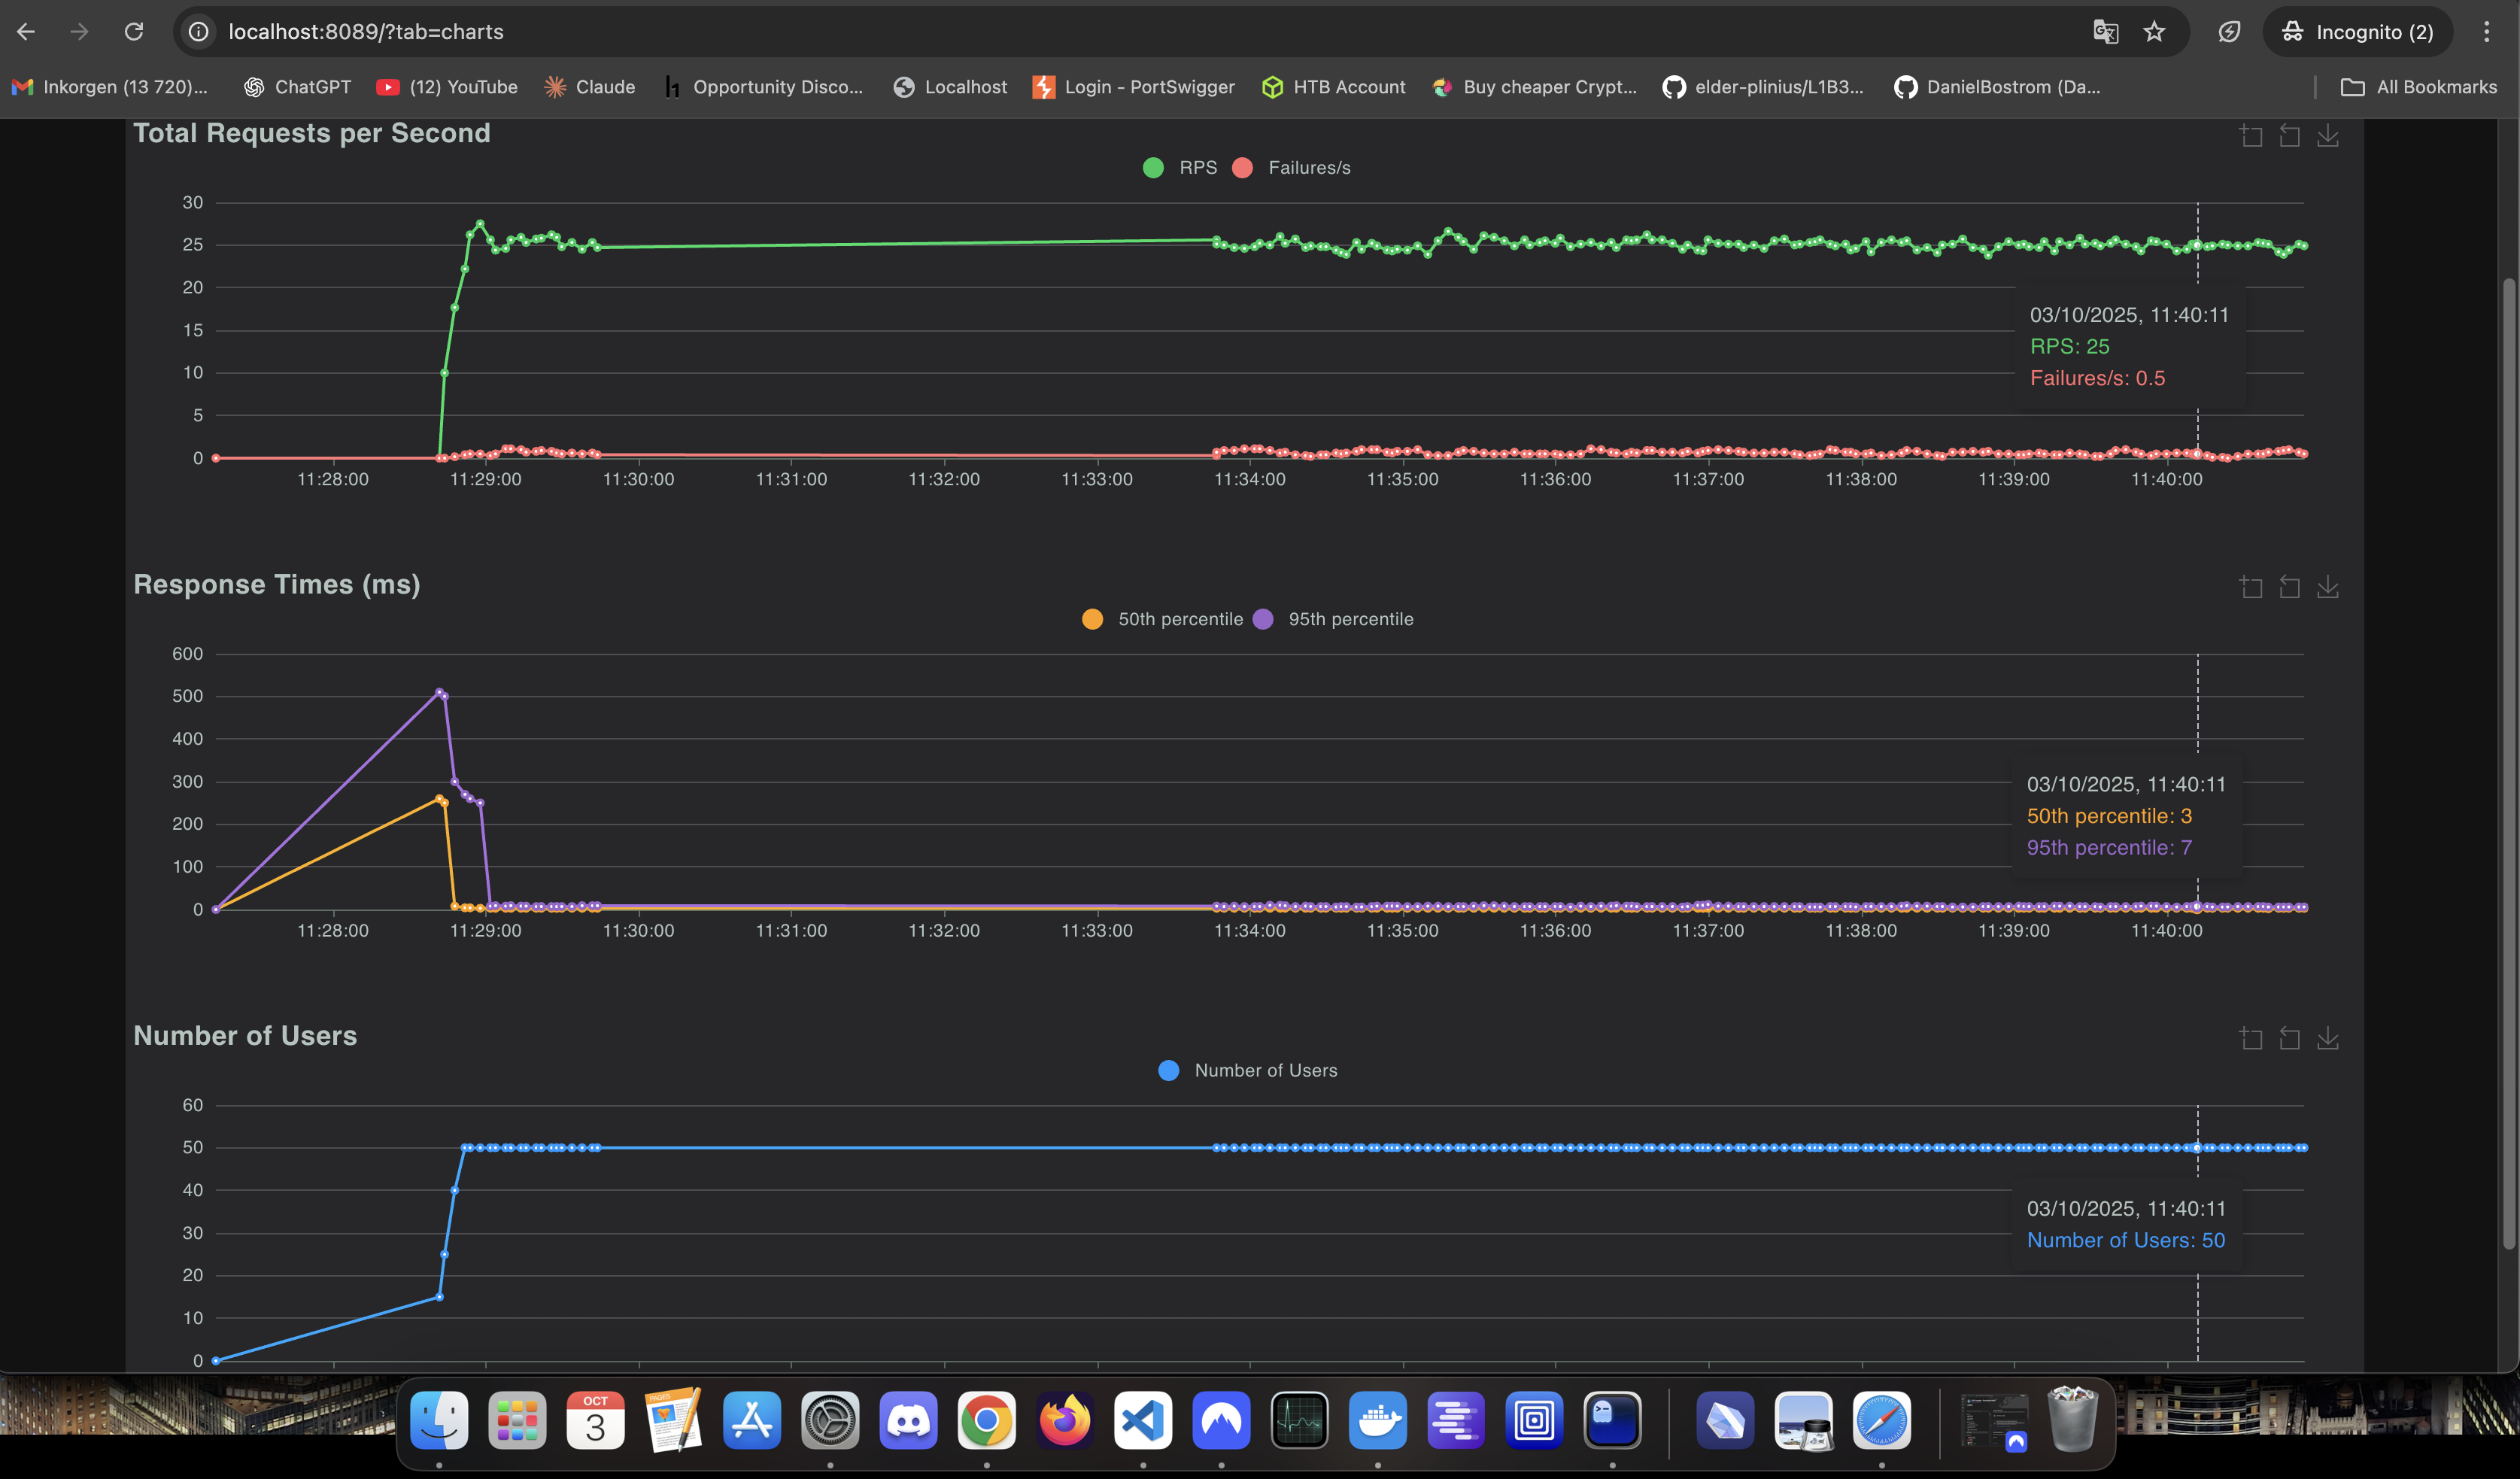 localhost:8089/?tab=charts
Incognito (2)
Inkorgen (13 720)...
ChatGPT
(12) YouTube
Claude
Opportunity Disco...
Localhost
Login - PortSwigger
HTB Account
Buy cheaper Crypt...
elder-plinius/L1B3...
DanielBostrom (Da...
All Bookmarks
Total Requests per Second
RPS
Failures/s
30
25
20
15
10
5
0
03/10/2025, 11:40:11
RPS: 25
Failures/s: 0.5
11:28:00
11:29:00
11:30:00
11:31:00
11:32:00
11:33:00
11:34:00
11:35:00
11:36:00
11:37:00
11:38:00
11:39:00
11:40:00
Response Times (ms)
50th percentile
95th percentile
600
500
400
300
200
100
0
03/10/2025, 11:40:11
50th percentile: 3
95th percentile: 7
11:28:00
11:29:00
11:30:00
11:31:00
11:32:00
11:33:00
11:34:00
11:35:00
11:36:00
11:37:00
11:38:00
11:39:00
11:40:00
Number of Users
Number of Users
60
50
40
30
20
10
0
03/10/2025, 11:40:11
Number of Users: 50
OCT
3
PAGES